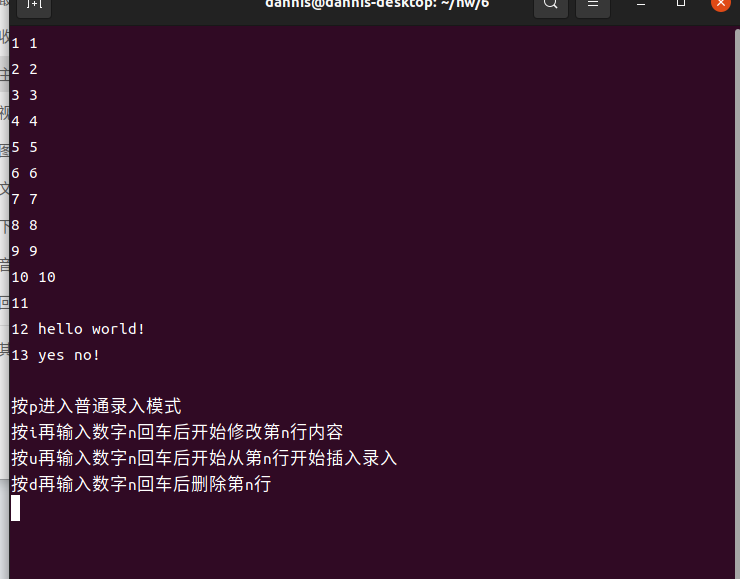 dannis@dannis-desktop: ~/hw/6
1 1
2 2
3 3
4 4
5 5
6 6
7 7
8 8
9 9
10 10
11
12 hello world!
13 yes no!
按p进入普通录入模式
按i再输入数字n回车后开始修改第n行内容
按u再输入数字n回车后开始从第n行开始插入录入
按d再输入数字n回车后删除第n行